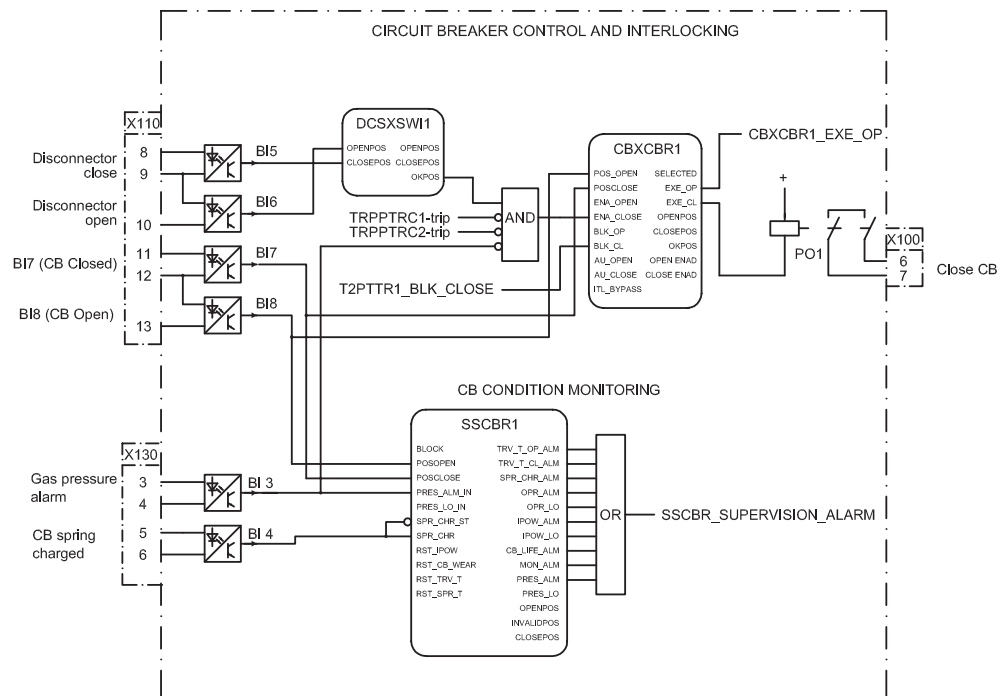 CIRCUIT BREAKER CONTROL AND INTERLOCKING
X110
Disconnector
close
8
9
BI5
Disconnector
open
10
BI6
BI7 (CB Closed)
11
12
BI7
BI8 (CB Open)
13
BI8
DCSXSWI1
OPENPOS OPENPOS
CLOSEPOS CLOSEPOS
OKPOS
TRPPTRC1-trip
TRPPTRC2-trip
AND
T2PTTR1_BLK_CLOSE
CBXCBR1
POS_OPEN SELECTED
POSCLOSE EXE_OP
ENA_OPEN EXE_CL
ENA_CLOSE OPENPOS
BLK_OP CLOSEPOS
BLK_CL OKPOS
AU_OPEN OPEN ENAD
AU_CLOSE CLOSE ENAD
ITL_BYPASS
CBXCBR1_EXE_OP
+
PO1
X100
6
7
Close CB
CB CONDITION MONITORING
X130
Gas pressure
alarm
3
4
BI 3
CB spring
charged
5
6
BI 4
SSCBR1
BLOCK TRV_T_OP_ALM
POSOPEN TRV_T_CL_ALM
POSCLOSE SPR_CHR_ALM
PRES_ALM_IN OPR_ALM
PRES_LO_IN OPR_LO
SPR_CHR_ST IPOW_ALM
SPR_CHR IPOW_LO
RST_IPOW CB_LIFE_ALM
RST_CB_WEAR MON_ALM
RST_TRV_T PRES_ALM
RST_SPR_T PRES_LO
OPENPOS
INVALIDPOS
CLOSEPOS
OR
SSCBR_SUPERVISION_ALARM